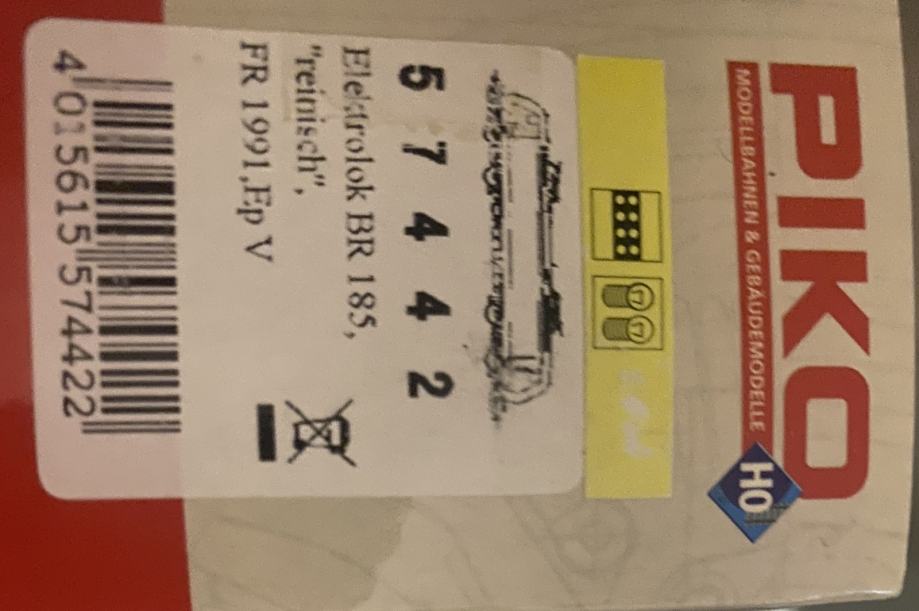 PIKO
MODELLBAHNEN & GEBÄUDEMODELLE
H0
5 7 4 4 2
Elektrolok BR 185,
"reinisch",
FR 1991,Ep V
4 015615 574422